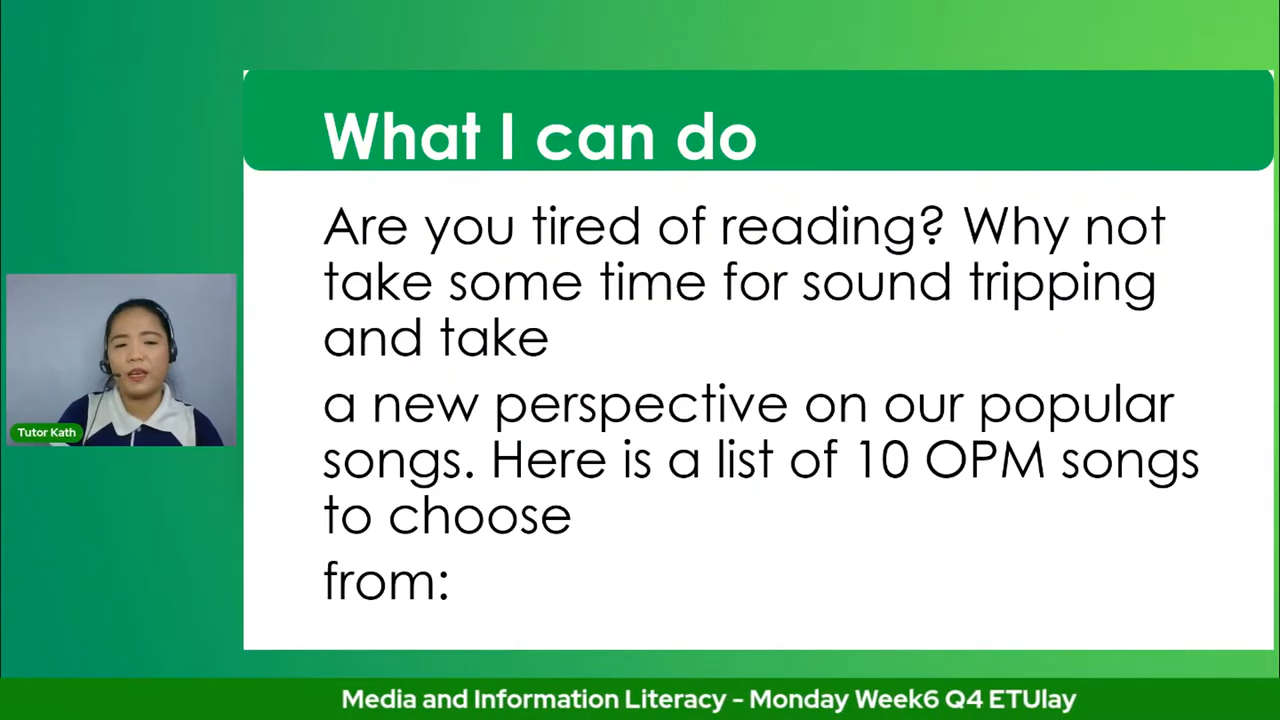 What I can do
Are you tired of reading? Why not
take some time for sound tripping
and take
a new perspective on our popular
songs. Here is a list of 10 OPM songs
to choose
from:
Tutor Kath
Media and Information Literacy - Monday Week6 Q4 ETUlay